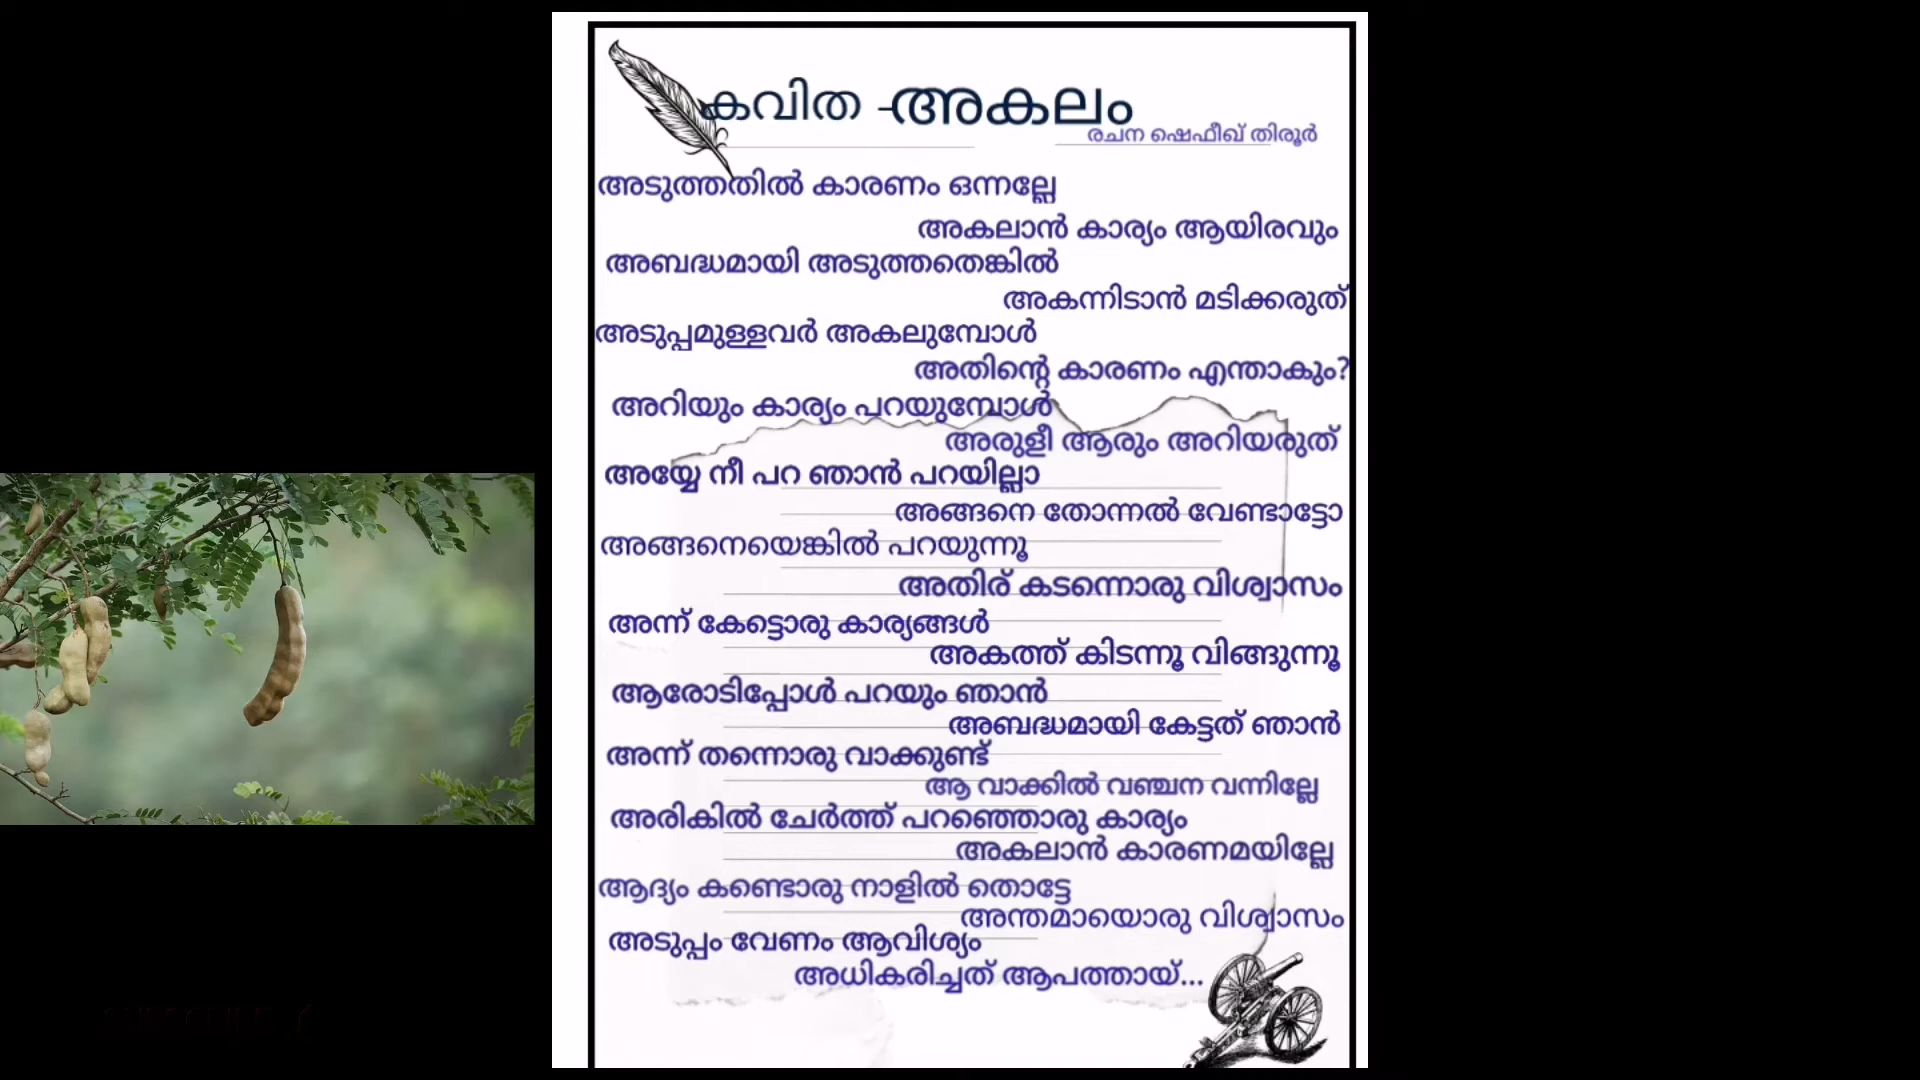 കവിത - അകലം
രചന ഷെഫീഖ് തിരൂർ
അടുത്തതിൽ കാരണം ഒന്നല്ലേ
അകലാൻ കാര്യം ആയിരവും
അബദ്ധമായി അടുത്തതെങ്കിൽ
അകന്നിടാൻ മടിക്കരുത്
അടുപ്പമുള്ളവർ അകലുമ്പോൾ
അതിന്റെ കാരണം എന്താകും?
അറിയും കാര്യം പറയുമ്പോൾ
അരുളീ ആരും അറിയരുത്
അയ്യേ നീ പറ ഞാൻ പറയില്ലാ
അങ്ങനെ തോന്നൽ വേണ്ടാട്ടോ
അങ്ങനെയെങ്കിൽ പറയുന്നൂ
അതിര് കടന്നൊരു വിശ്വാസം
അന്ന് കേട്ടൊരു കാര്യങ്ങൾ
അകത്ത് കിടന്നൂ വിങ്ങുന്നൂ
ആരോടിപ്പോൾ പറയും ഞാൻ
അബദ്ധമായി കേട്ടത് ഞാൻ
അന്ന് തന്നൊരു വാക്കുണ്ട്
ആ വാക്കിൽ വഞ്ചന വന്നില്ലേ
അരികിൽ ചേർത്ത് പറഞ്ഞൊരു കാര്യം
അകലാൻ കാരണമയില്ലേ
ആദ്യം കണ്ടൊരു നാളിൽ തൊട്ടേ
അന്തമായൊരു വിശ്വാസം
അടുപ്പം വേണം ആവിശ്യം
അധികരിച്ചത് ആപത്തായ്...